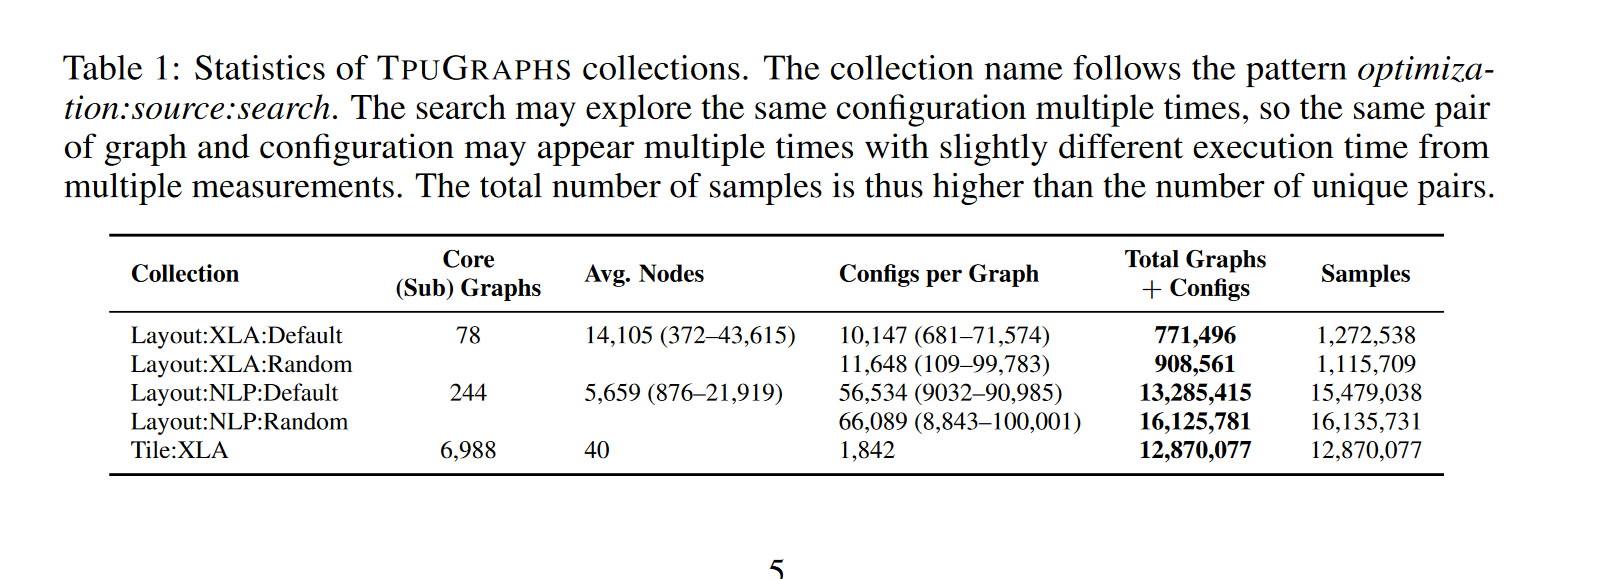 Table 1: Statistics of TPUGRAPHS collections. The collection name follows the pattern optimiza-
tion:source:search. The search may explore the same configuration multiple times, so the same pair
of graph and configuration may appear multiple times with slightly different execution time from
multiple measurements. The total number of samples is thus higher than the number of unique pairs.
Collection Core (Sub) Graphs Avg. Nodes Configs per Graph Total Graphs + Configs Samples
Layout:XLA:Default 78 14,105 (372–43,615) 10,147 (681–71,574) 771,496 1,272,538
Layout:XLA:Random 11,648 (109–99,783) 908,561 1,115,709
Layout:NLP:Default 244 5,659 (876–21,919) 56,534 (9032–90,985) 13,285,415 15,479,038
Layout:NLP:Random 66,089 (8,843–100,001) 16,125,781 16,135,731
Tile:XLA 6,988 40 1,842 12,870,077 12,870,077
5